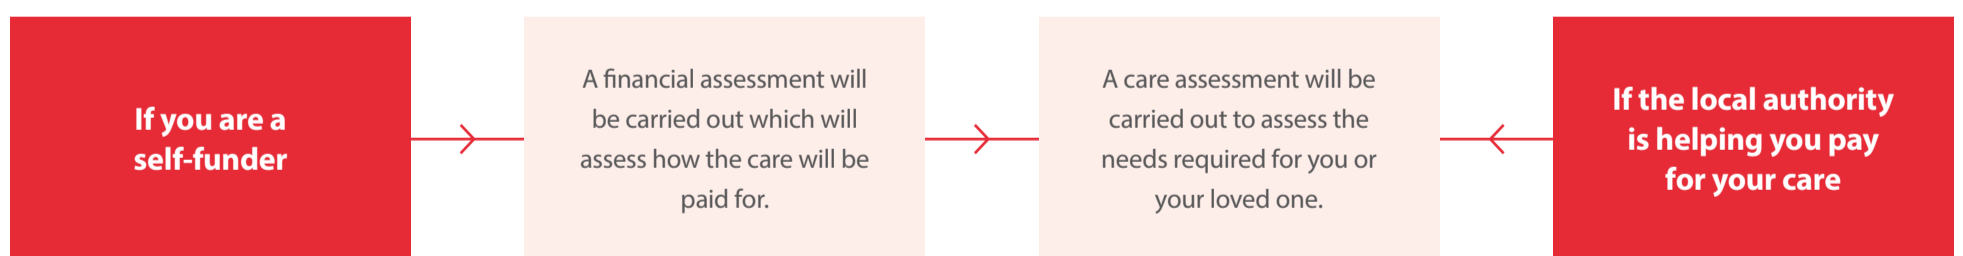 If you are a
self-funder
A financial assessment will
be carried out which will
assess how the care will be
paid for.
A care assessment will be
carried out to assess the
needs required for you or
your loved one.
If the local authority
is helping you pay
for your care